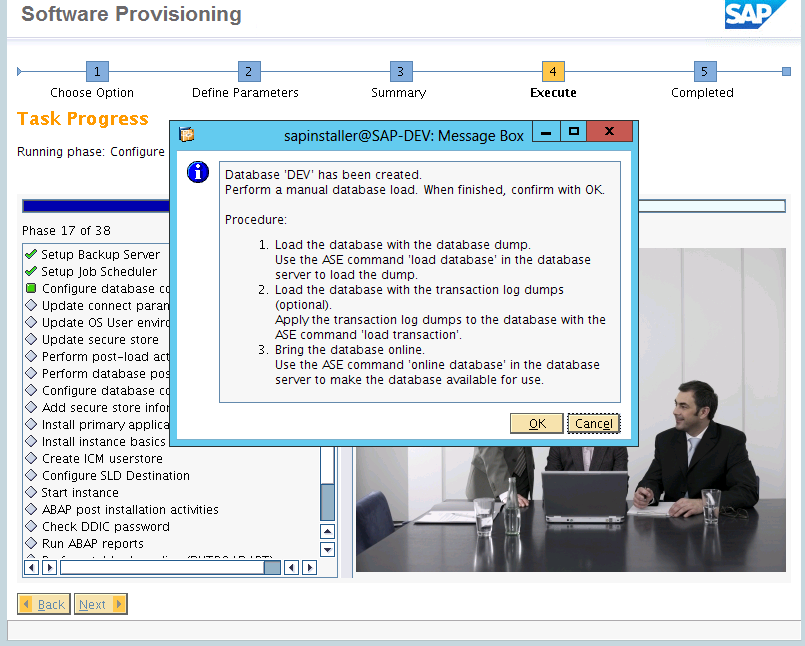 Software Provisioning
SAP
1
2
3
4
5
Choose Option
Define Parameters
Summary
Execute
Completed
Task Progress
Running phase: Configure
sapinstaller@SAP-DEV: Message Box
Database 'DEV' has been created.
Perform a manual database load. When finished, confirm with OK.
Procedure:
1. Load the database with the database dump.
Use the ASE command 'load database' in the database
server to load the dump.
2. Load the database with the transaction log dumps
(optional).
Apply the transaction log dumps to the database with the
ASE command 'load transaction'.
3. Bring the database online.
Use the ASE command 'online database' in the database
server to make the database available for use.
OK
Cancel
Phase 17 of 38
Setup Backup Server
Setup Job Scheduler
Configure database co
Update connect param
Update OS User enviro
Update secure store
Perform post-load act
Perform database pos
Configure database co
Add secure store infor
Install primary applica
Install instance basics
Create ICM userstore
Configure SLD Destination
Start instance
ABAP post installation activities
Check DDIC password
Run ABAP reports
Back
Next